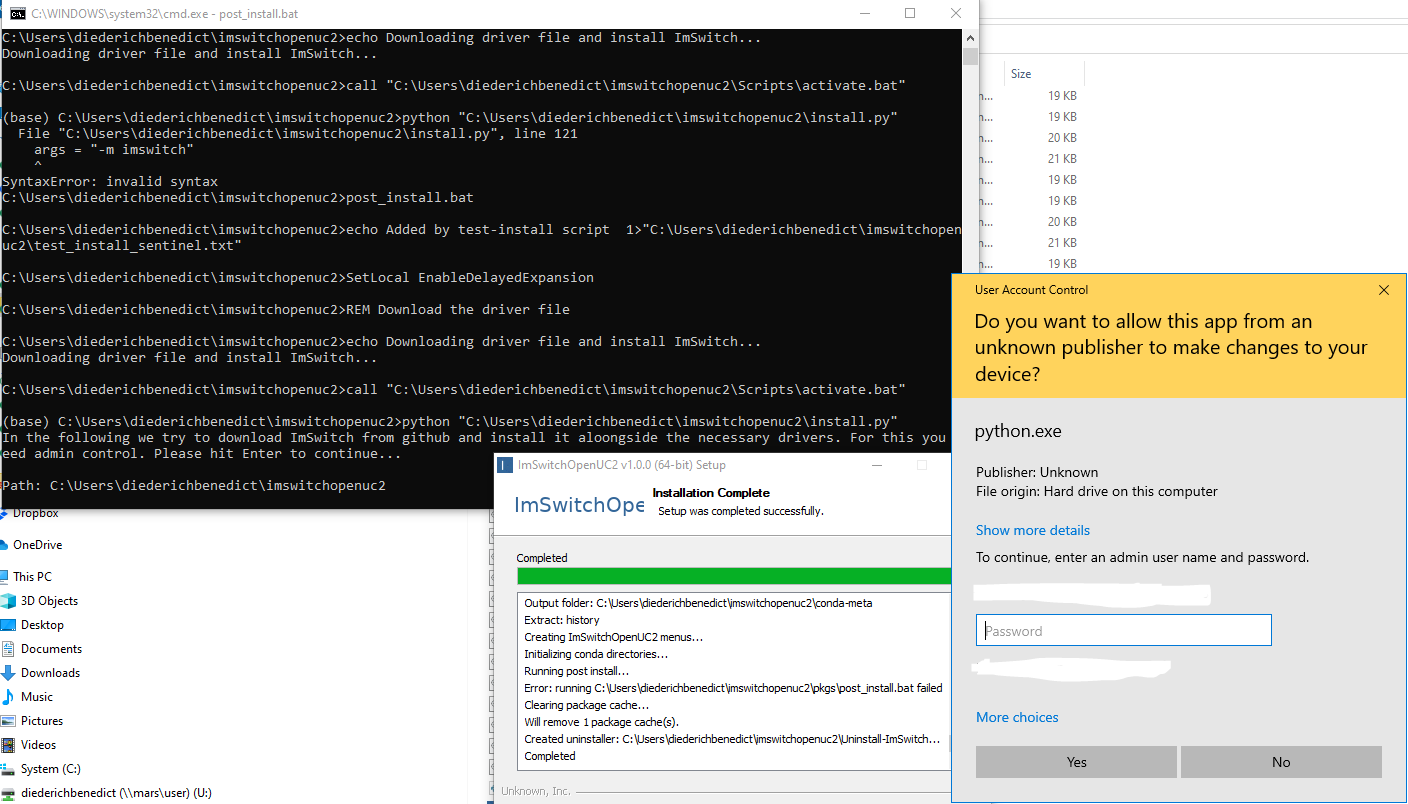 C:\WINDOWS\system32\cmd.exe - post_install.bat
C:\Users\diederichbenedict\imswitchopenuc2>echo Downloading driver file and install ImSwitch...
Downloading driver file and install ImSwitch...
C:\Users\diederichbenedict\imswitchopenuc2>call "C:\Users\diederichbenedict\imswitchopenuc2\Scripts\activate.bat"
(base) C:\Users\diederichbenedict\imswitchopenuc2>python "C:\Users\diederichbenedict\imswitchopenuc2\install.py"
File "C:\Users\diederichbenedict\imswitchopenuc2\install.py", line 121
args = "-m imswitch"
^
SyntaxError: invalid syntax
C:\Users\diederichbenedict\imswitchopenuc2>post_install.bat
C:\Users\diederichbenedict\imswitchopenuc2>echo Added by test-install script  1>"C:\Users\diederichbenedict\imswitchopen
uc2\test_install_sentinel.txt"
C:\Users\diederichbenedict\imswitchopenuc2>SetLocal EnableDelayedExpansion
C:\Users\diederichbenedict\imswitchopenuc2>REM Download the driver file
C:\Users\diederichbenedict\imswitchopenuc2>echo Downloading driver file and install ImSwitch...
Downloading driver file and install ImSwitch...
C:\Users\diederichbenedict\imswitchopenuc2>call "C:\Users\diederichbenedict\imswitchopenuc2\Scripts\activate.bat"
(base) C:\Users\diederichbenedict\imswitchopenuc2>python "C:\Users\diederichbenedict\imswitchopenuc2\install.py"
In the following we try to download ImSwitch from github and install it aloongside the necessary drivers. For this you
eed admin control. Please hit Enter to continue...
Path: C:\Users\diederichbenedict\imswitchopenuc2
Size
n... 19 KB
n... 19 KB
n... 20 KB
n... 21 KB
n... 19 KB
n... 19 KB
n... 20 KB
n... 21 KB
n... 19 KB
Dropbox
OneDrive
This PC
3D Objects
Desktop
Documents
Downloads
Music
Pictures
Videos
System (C:)
diederichbenedict (\\mars\user) (U:)
ImSwitchOpenUC2 v1.0.0 (64-bit) Setup
ImSwitchOpe
Installation Complete
Setup was completed successfully.
Completed
Output folder: C:\Users\diederichbenedict\imswitchopenuc2\conda-meta
Extract: history
Creating ImSwitchOpenUC2 menus...
Initializing conda directories...
Running post install...
Error: running C:\Users\diederichbenedict\imswitchopenuc2\pkgs\post_install.bat failed
Clearing package cache...
Will remove 1 package cache(s).
Created uninstaller: C:\Users\diederichbenedict\imswitchopenuc2\Uninstall-ImSwitch...
Completed
Unknown, Inc.
User Account Control
Do you want to allow this app from an
unknown publisher to make changes to your
device?
python.exe
Publisher: Unknown
File origin: Hard drive on this computer
Show more details
To continue, enter an admin user name and password.
Password
More choices
Yes
No